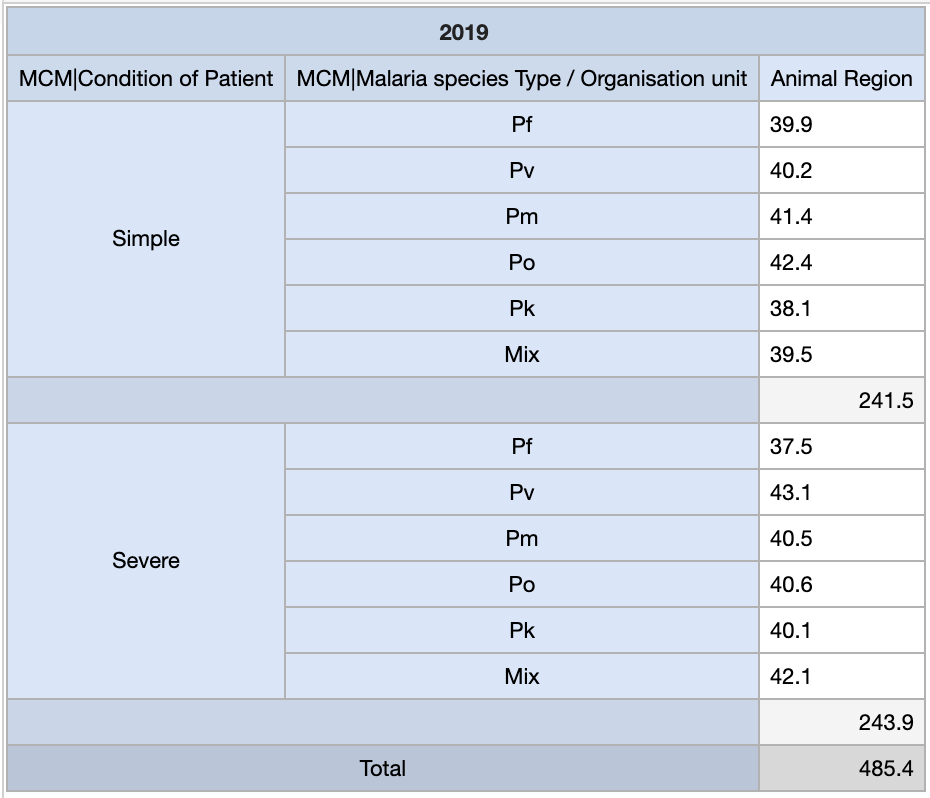 2019
MCM|Condition of Patient MCM|Malaria species Type / Organisation unit Animal Region
Simple
Pf 39.9
Pv 40.2
Pm 41.4
Po 42.4
Pk 38.1
Mix 39.5
241.5
Severe
Pf 37.5
Pv 43.1
Pm 40.5
Po 40.6
Pk 40.1
Mix 42.1
243.9
Total 485.4